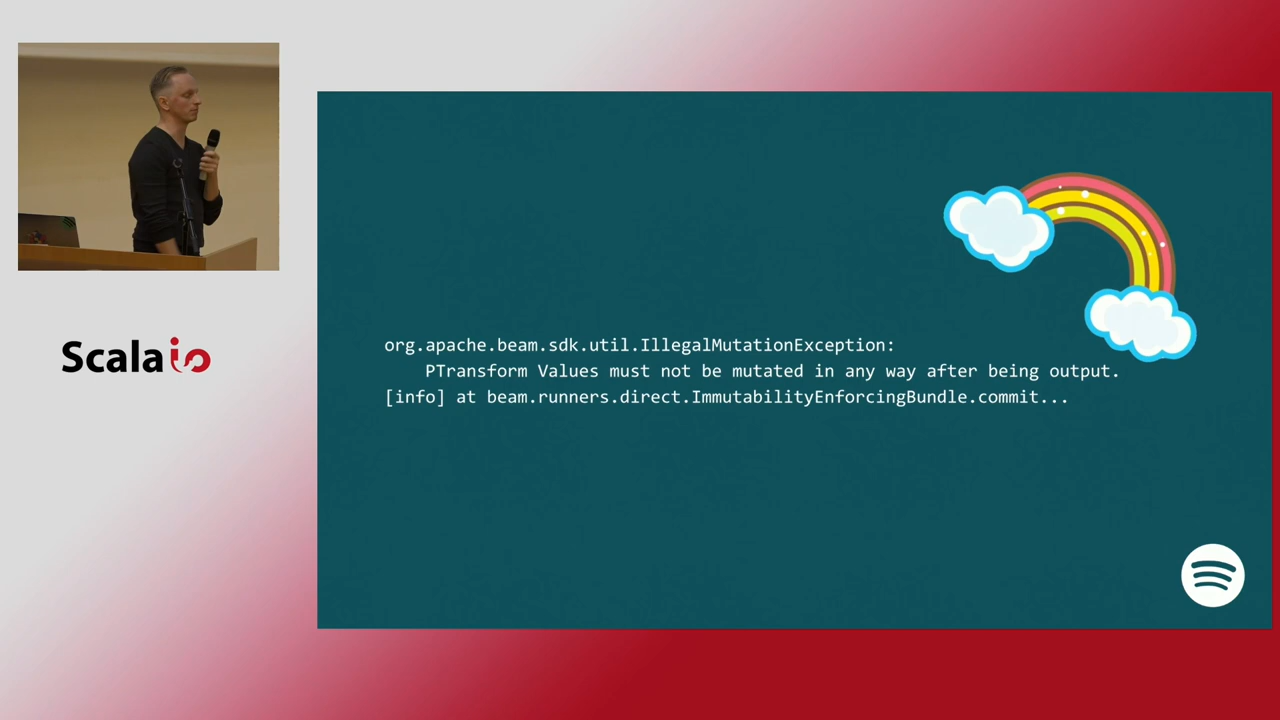 Scala io
org.apache.beam.sdk.util.IllegalMutationException:
PTransform Values must not be mutated in any way after being output.
[info] at beam.runners.direct.ImmutabilityEnforcingBundle.commit...